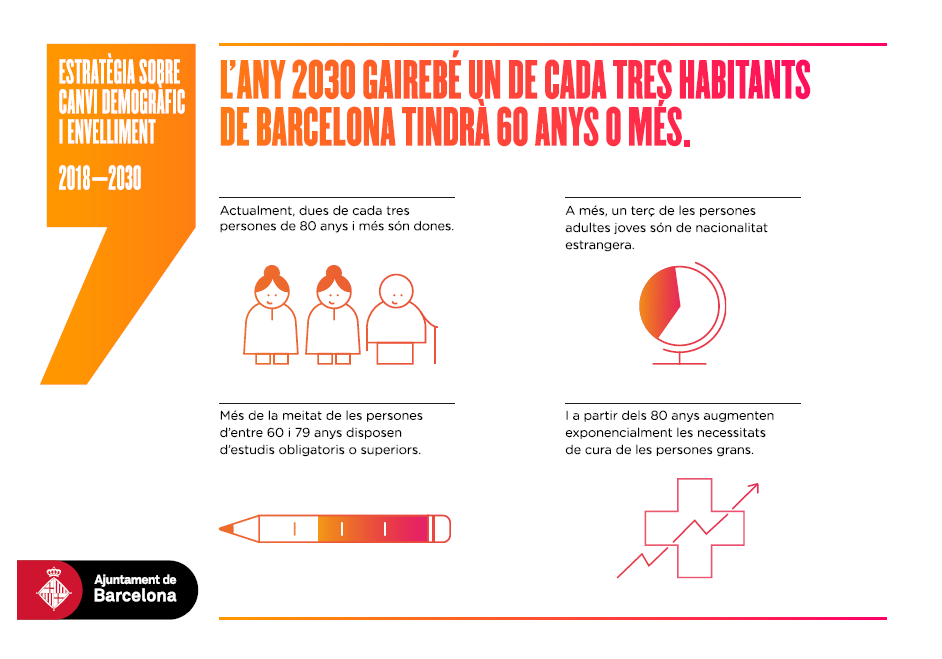 ESTRATÈGIA SOBRE
CANVI DEMOGRÀFIC
I ENVELLIMENT
2018—2030
L'ANY 2030 GAIREBÉ UN DE CADA TRES HABITANTS
DE BARCELONA TINDRÀ 60 ANYS O MÉS.
Actualment, dues de cada tres
persones de 80 anys i més són dones.
A més, un terç de les persones
adultes joves són de nacionalitat
estrangera.
Més de la meitat de les persones
d'entre 60 i 79 anys disposen
d'estudis obligatoris o superiors.
I a partir dels 80 anys augmenten
exponencialment les necessitats
de cura de les persones grans.
Ajuntament de
Barcelona